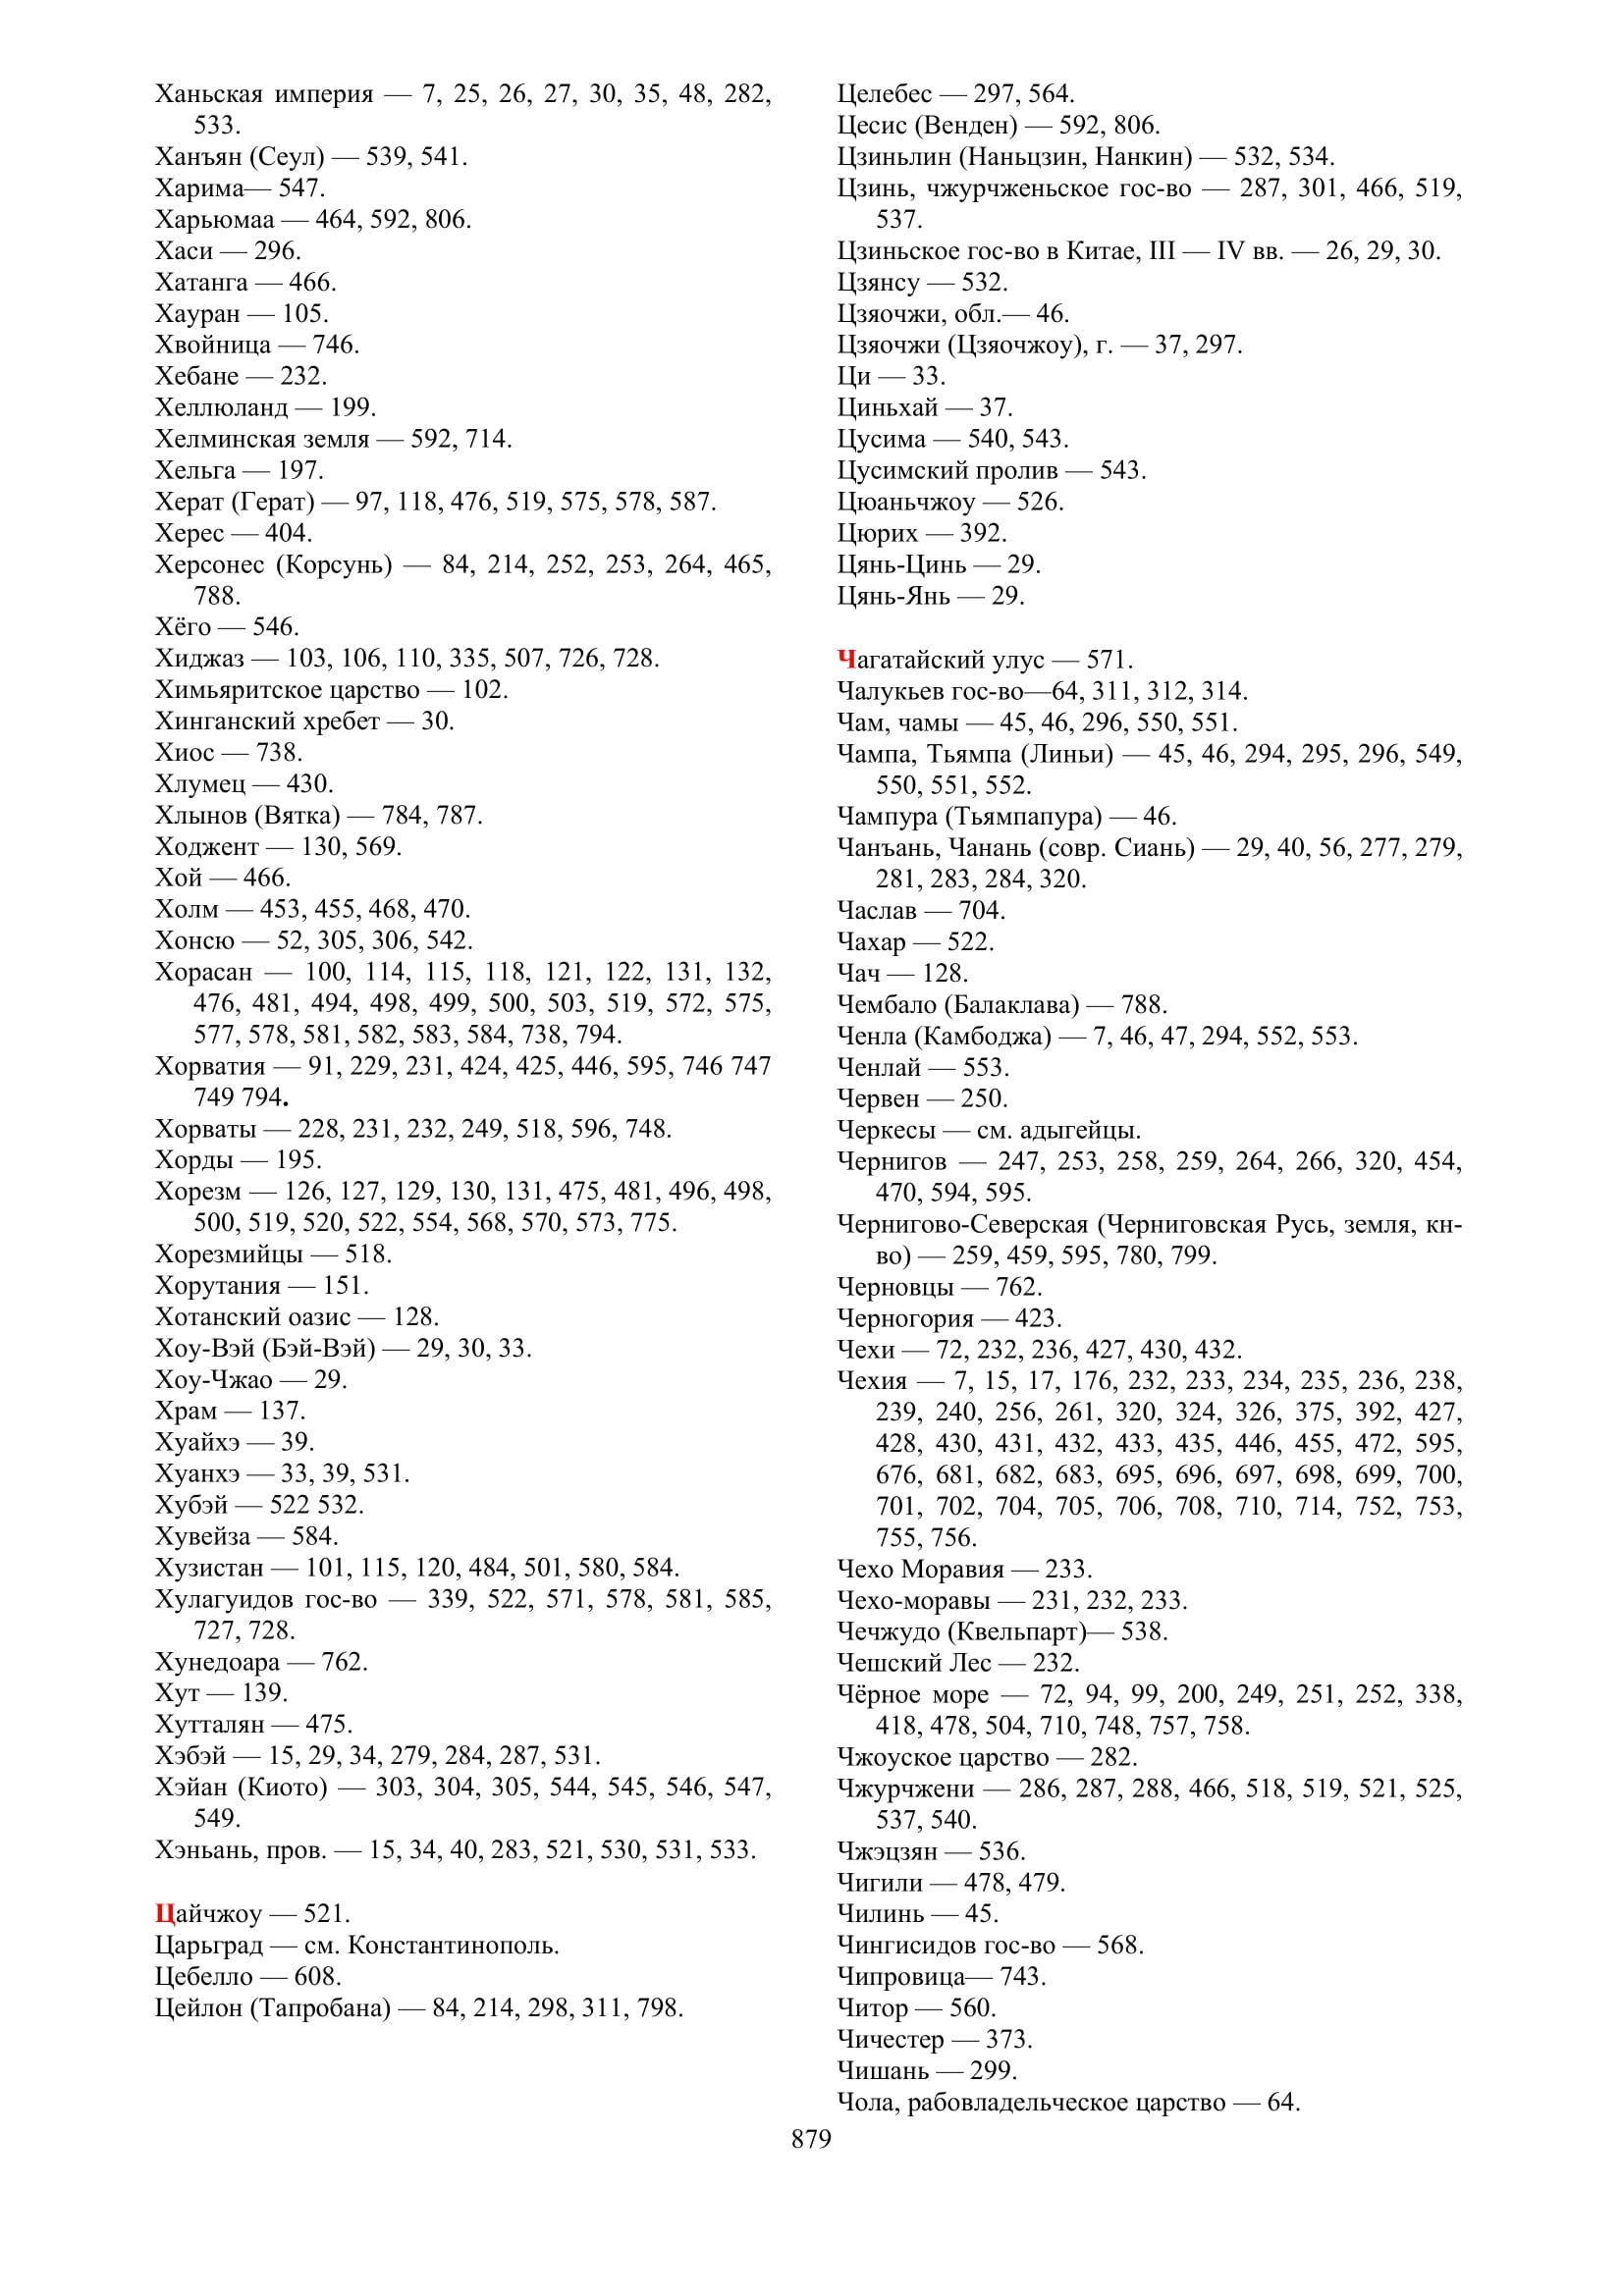 Ханьская империя — 7, 25, 26, 27, 30, 35, 48, 282,
533.
Ханъян (Сеул) — 539, 541.
Харима— 547.
Харьюмаа — 464, 592, 806.
Хаси — 296.
Хатанга — 466.
Хауран — 105.
Хвойница — 746.
Хебане — 232.
Хеллюланд — 199.
Хелминская земля — 592, 714.
Хельга — 197.
Херат (Герат) — 97, 118, 476, 519, 575, 578, 587.
Херес — 404.
Херсонес (Корсунь) — 84, 214, 252, 253, 264, 465,
788.
Хёго — 546.
Хиджаз — 103, 106, 110, 335, 507, 726, 728.
Химьяритское царство — 102.
Хинганский хребет — 30.
Хиос — 738.
Хлумец — 430.
Хлынов (Вятка) — 784, 787.
Ходжент — 130, 569.
Хой — 466.
Холм — 453, 455, 468, 470.
Хонсю — 52, 305, 306, 542.
Хорасан — 100, 114, 115, 118, 121, 122, 131, 132,
476, 481, 494, 498, 499, 500, 503, 519, 572, 575,
577, 578, 581, 582, 583, 584, 738, 794.
Хорватия — 91, 229, 231, 424, 425, 446, 595, 746 747
749 794.
Хорваты — 228, 231, 232, 249, 518, 596, 748.
Хорды — 195.
Хорезм — 126, 127, 129, 130, 131, 475, 481, 496, 498,
500, 519, 520, 522, 554, 568, 570, 573, 775.
Хорезмийцы — 518.
Хорутания — 151.
Хотанский оазис — 128.
Хоу-Вэй (Бэй-Вэй) — 29, 30, 33.
Хоу-Чжао — 29.
Храм — 137.
Хуайхэ — 39.
Хуанхэ — 33, 39, 531.
Хубэй — 522 532.
Хувейза — 584.
Хузистан — 101, 115, 120, 484, 501, 580, 584.
Хулагуидов гос-во — 339, 522, 571, 578, 581, 585,
727, 728.
Хунедоара — 762.
Хут — 139.
Хутталян — 475.
Хэбэй — 15, 29, 34, 279, 284, 287, 531.
Хэйан (Киото) — 303, 304, 305, 544, 545, 546, 547,
549.
Хэньань, пров. — 15, 34, 40, 283, 521, 530, 531, 533.
Цайчжоу — 521.
Царьград — см. Константинополь.
Цебелло — 608.
Цейлон (Тапробана) — 84, 214, 298, 311, 798.
Целебес — 297, 564.
Цесис (Венден) — 592, 806.
Цзиньлин (Наньцзин, Нанкин) — 532, 534.
Цзинь, чжурчженьское гос-во — 287, 301, 466, 519,
537.
Цзиньское гос-во в Китае, III — IV вв. — 26, 29, 30.
Цзянсу — 532.
Цзяочжи, обл.— 46.
Цзяочжи (Цзяочжоу), г. — 37, 297.
Ци — 33.
Циньхай — 37.
Цусима — 540, 543.
Цусимский пролив — 543.
Цюаньчжоу — 526.
Цюрих — 392.
Цянь-Цинь — 29.
Цянь-Янь — 29.
Чагатайский улус — 571.
Чалукьев гос-во—64, 311, 312, 314.
Чам, чамы — 45, 46, 296, 550, 551.
Чампа, Тьямпа (Линьи) — 45, 46, 294, 295, 296, 549,
550, 551, 552.
Чампура (Тьямпапура) — 46.
Чанъань, Чанань (совр. Сиань) — 29, 40, 56, 277, 279,
281, 283, 284, 320.
Часлав — 704.
Чахар — 522.
Чач — 128.
Чембало (Балаклава) — 788.
Ченла (Камбоджа) — 7, 46, 47, 294, 552, 553.
Ченлай — 553.
Червен — 250.
Черкесы — см. адыгейцы.
Чернигов — 247, 253, 258, 259, 264, 266, 320, 454,
470, 594, 595.
Чернигово-Северская (Черниговская Русь, земля, кн-
во) — 259, 459, 595, 780, 799.
Черновцы — 762.
Черногория — 423.
Чехи — 72, 232, 236, 427, 430, 432.
Чехия — 7, 15, 17, 176, 232, 233, 234, 235, 236, 238,
239, 240, 256, 261, 320, 324, 326, 375, 392, 427,
428, 430, 431, 432, 433, 435, 446, 455, 472, 595,
676, 681, 682, 683, 695, 696, 697, 698, 699, 700,
701, 702, 704, 705, 706, 708, 710, 714, 752, 753,
755, 756.
Чехо Моравия — 233.
Чехо-моравы — 231, 232, 233.
Чечжудо (Квельпарт)— 538.
Чешский Лес — 232.
Чёрное море — 72, 94, 99, 200, 249, 251, 252, 338,
418, 478, 504, 710, 748, 757, 758.
Чжоуское царство — 282.
Чжурчжени — 286, 287, 288, 466, 518, 519, 521, 525,
537, 540.
Чжэцзян — 536.
Чигили — 478, 479.
Чилинь — 45.
Чингисидов гос-во — 568.
Чипровица— 743.
Читор — 560.
Чичестер — 373.
Чишань — 299.
Чола, рабовладельческое царство — 64.
879